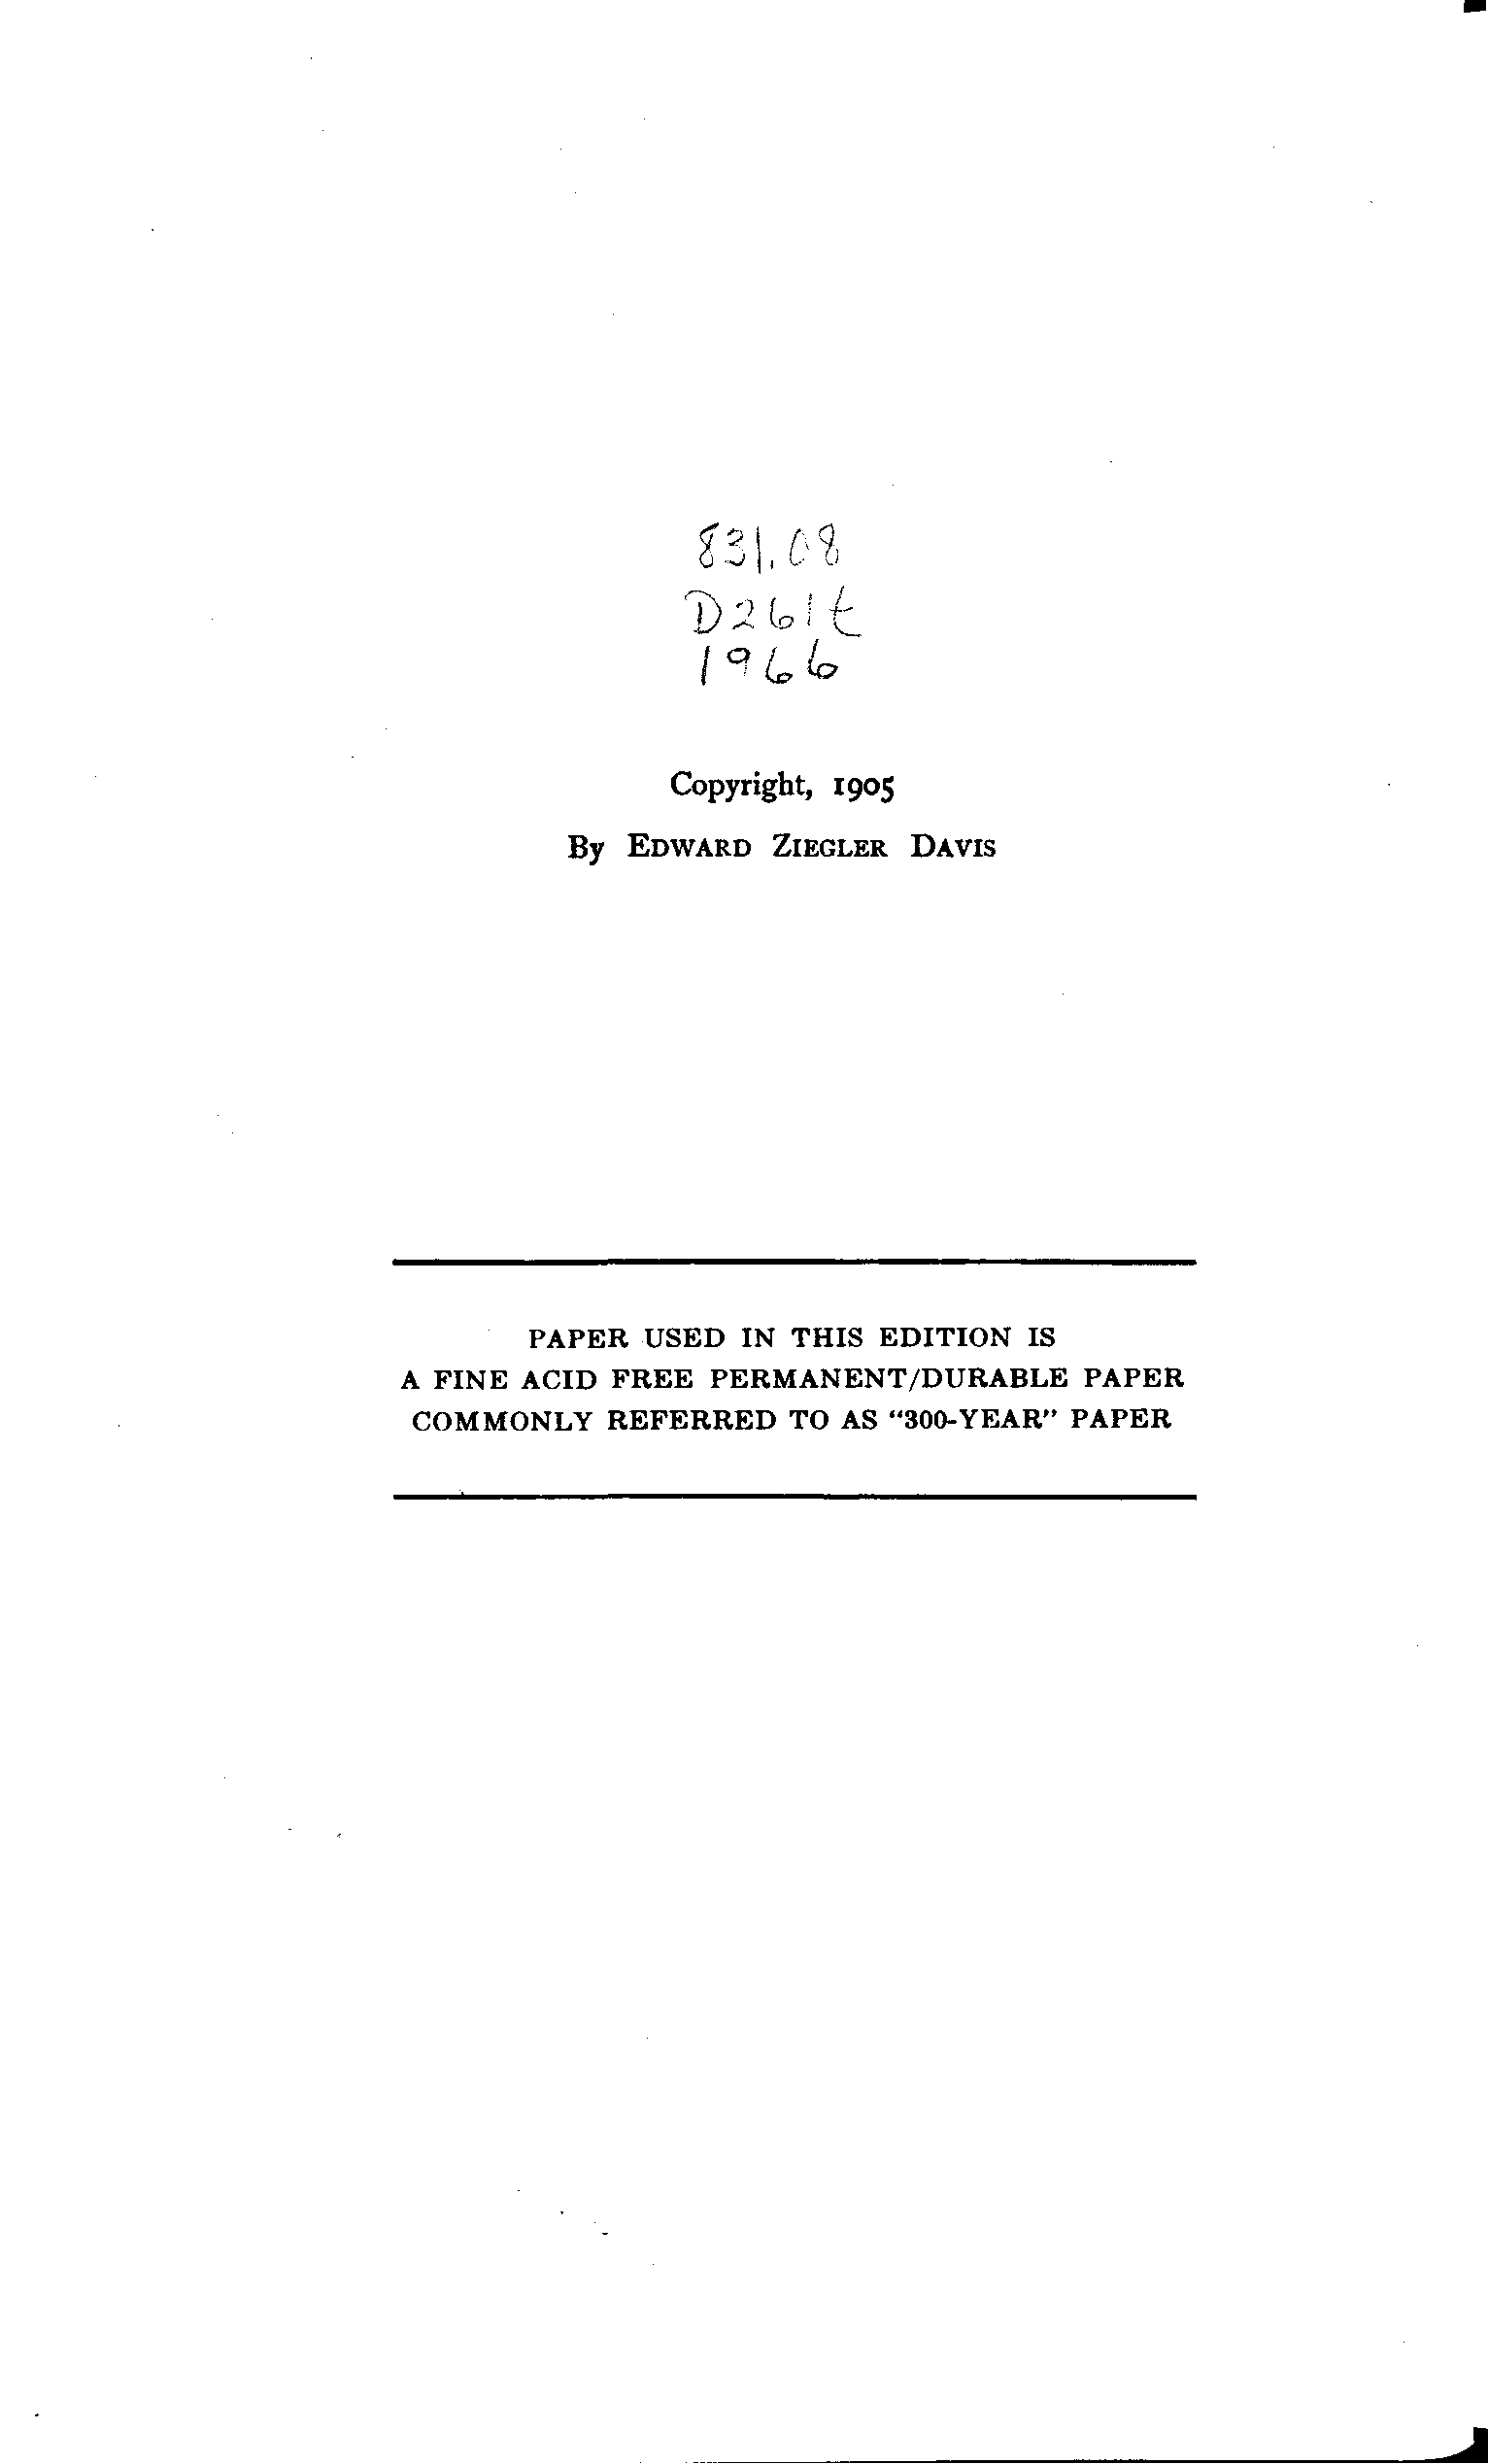 831.08
D261t
1966
Copyright, 1905
By EDWARD ZIEGLER DAVIS
PAPER USED IN THIS EDITION IS
A FINE ACID FREE PERMANENT/DURABLE PAPER
COMMONLY REFERRED TO AS “300-YEAR” PAPER